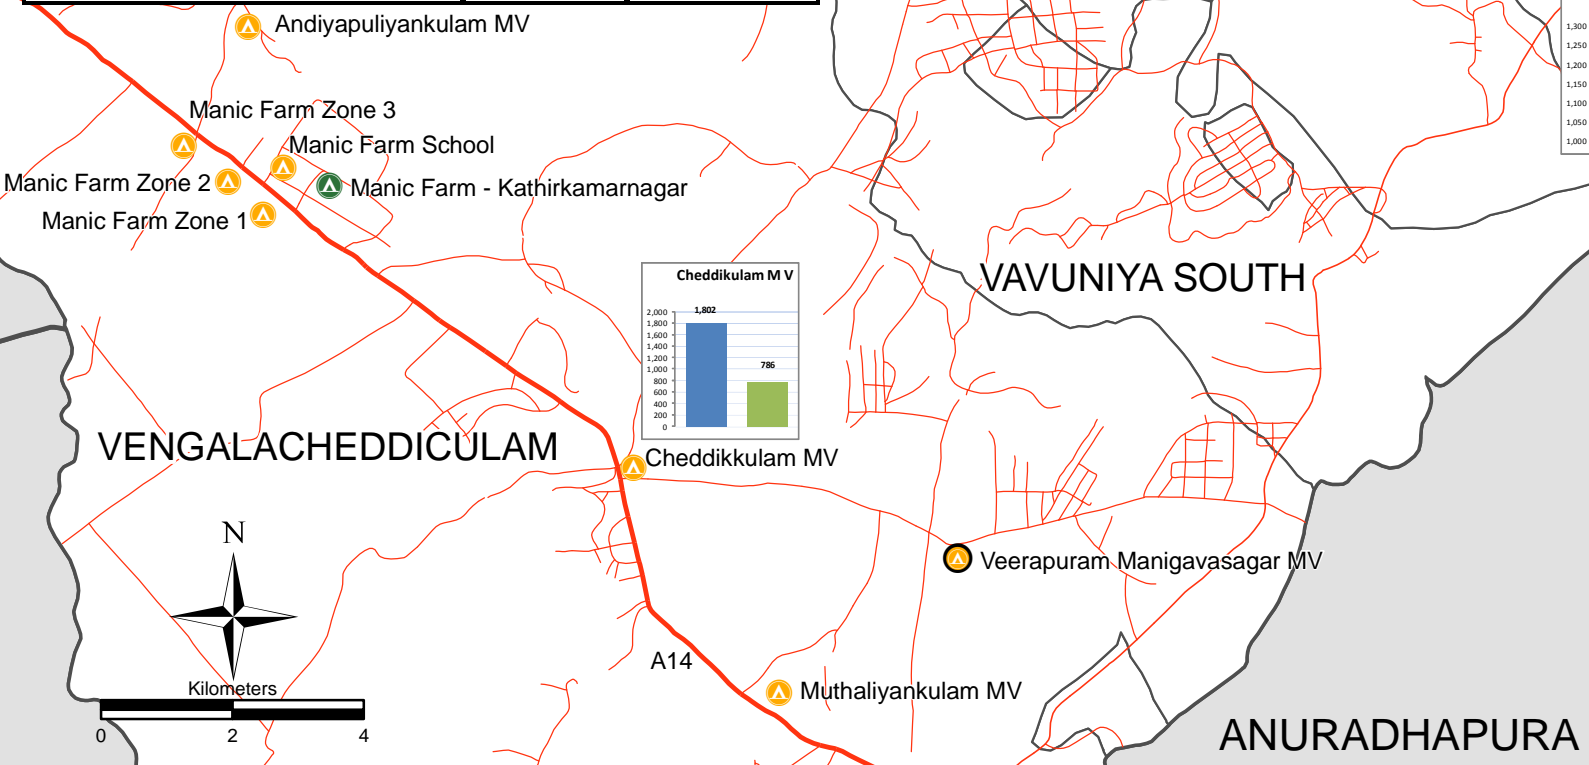 Andiyapuliyankulam MV
1,300
1,250
1,200
1,150
1,100
1,050
1,000
Manic Farm Zone 3
Manic Farm School
Manic Farm Zone 2
Manic Farm - Kathirkamarnagar
Manic Farm Zone 1
VAVUNIYA SOUTH
Cheddikulam M V
2,000
1,800
1,600
1,400
1,200
1,000
800
600
400
200
0
1,802
786
VENGALACHEDDICULAM
Cheddikkulam MV
N
Veerapuram Manigavasagar MV
A14
Muthaliyankulam MV
Kilometers
0 2 4
ANURADHAPURA